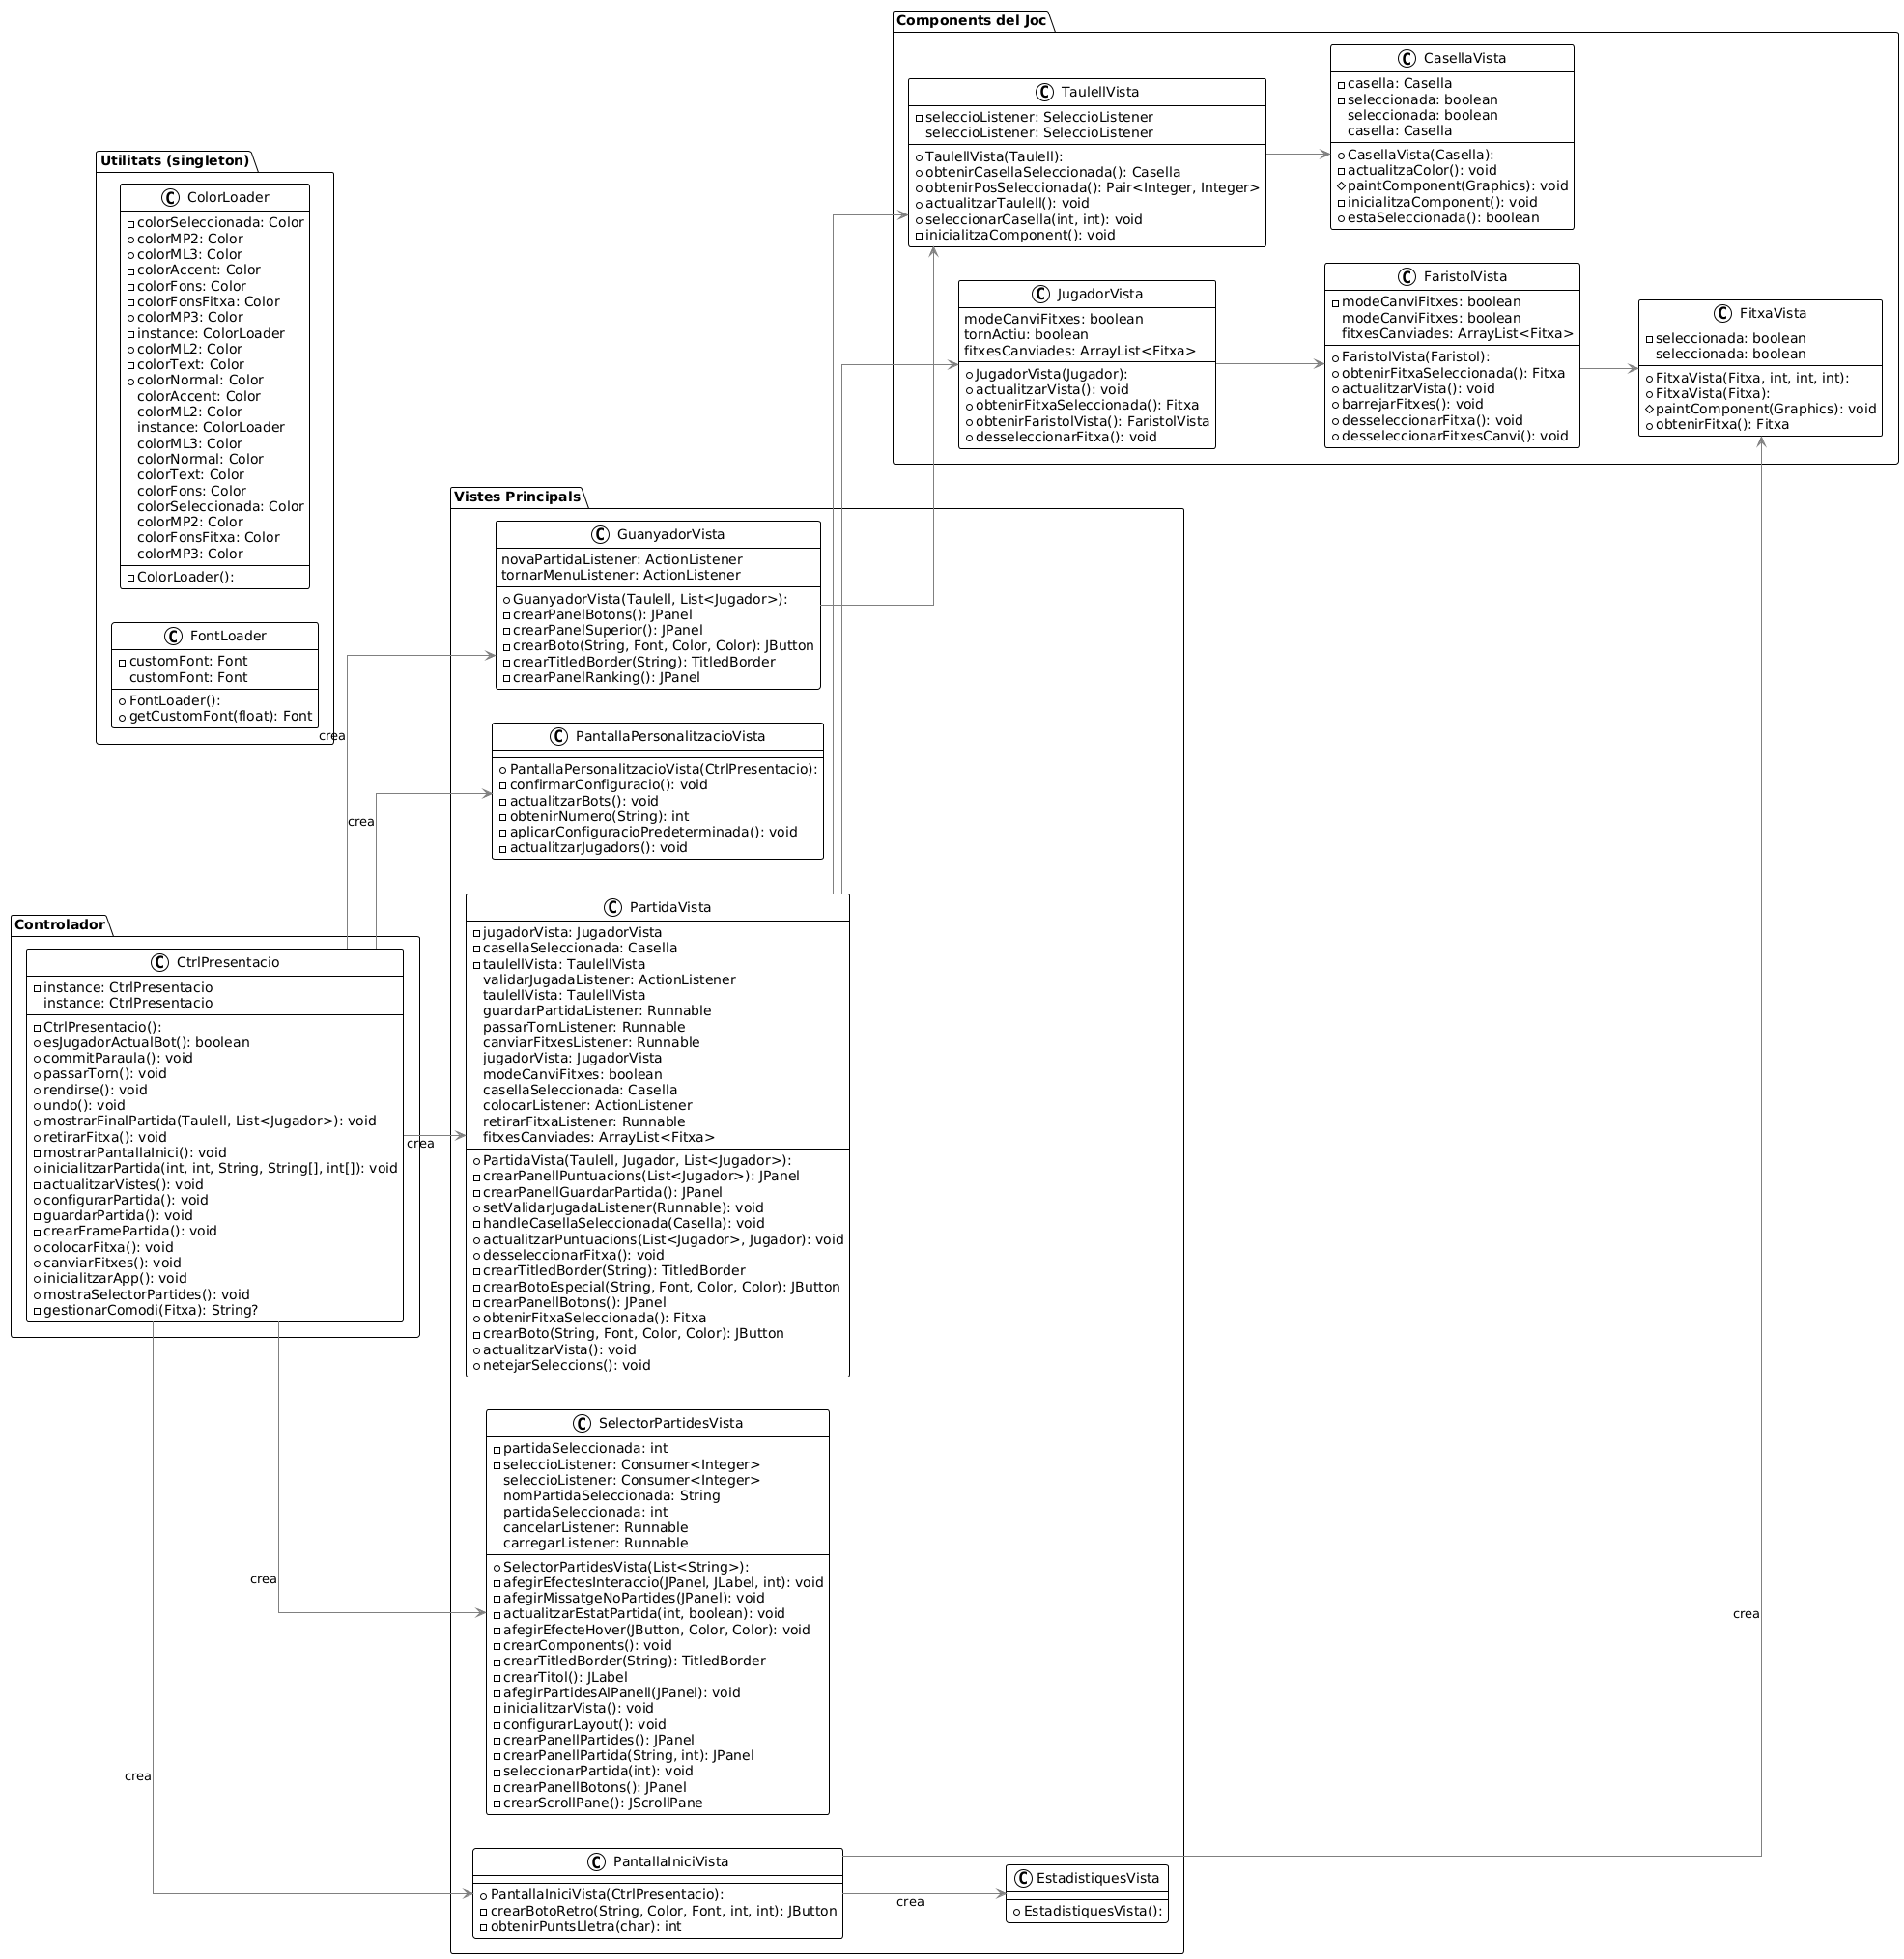 Components del Joc
CasellaVista
casella: Casella
seleccionada: boolean
seleccionada: boolean
casella: Casella
CasellaVista(Casella):
actualitzaColor(): void
paintComponent(Graphics): void
inicialitzaComponent(): void
estaSeleccionada(): boolean
TaulellVista
seleccioListener: SeleccioListener
seleccioListener: SeleccioListener
TaulellVista(Taulell):
obtenirCasellaSeleccionada(): Casella
obtenirPosSeleccionada(): Pair<Integer, Integer>
actualitzarTaulell(): void
seleccionarCasella(int, int): void
inicialitzaComponent(): void
JugadorVista
modeCanviFitxes: boolean
tornActiu: boolean
fitxesCanviades: ArrayList<Fitxa>
JugadorVista(Jugador):
actualitzarVista(): void
obtenirFitxaSeleccionada(): Fitxa
obtenirFaristolVista(): FaristolVista
desseleccionarFitxa(): void
FaristolVista
modeCanviFitxes: boolean
modeCanviFitxes: boolean
fitxesCanviades: ArrayList<Fitxa>
FaristolVista(Faristol):
obtenirFitxaSeleccionada(): Fitxa
actualitzarVista(): void
barrejarFitxes(): void
desseleccionarFitxa(): void
desseleccionarFitxesCanvi(): void
FitxaVista
seleccionada: boolean
seleccionada: boolean
FitxaVista(Fitxa, int, int, int):
FitxaVista(Fitxa):
paintComponent(Graphics): void
obtenirFitxa(): Fitxa
Utilitats (singleton)
ColorLoader
colorSeleccionada: Color
colorMP2: Color
colorML3: Color
colorAccent: Color
colorFons: Color
colorFonsFitxa: Color
colorMP3: Color
instance: ColorLoader
colorML2: Color
colorText: Color
colorNormal: Color
colorAccent: Color
colorML2: Color
instance: ColorLoader
colorML3: Color
colorNormal: Color
colorText: Color
colorFons: Color
colorSeleccionada: Color
colorMP2: Color
colorFonsFitxa: Color
colorMP3: Color
ColorLoader():
FontLoader
customFont: Font
customFont: Font
FontLoader():
getCustomFont(float): Font
Vistes Principals
GuanyadorVista
novaPartidaListener: ActionListener
tornarMenuListener: ActionListener
GuanyadorVista(Taulell, List<Jugador>):
crearPanelBotons(): JPanel
crearPanelSuperior(): JPanel
crearBoto(String, Font, Color, Color): JButton
crearTitledBorder(String): TitledBorder
crearPanelRanking(): JPanel
crea
PantallaPersonalitzacioVista
PantallaPersonalitzacioVista(CtrlPresentacio):
confirmarConfiguracio(): void
actualitzarBots(): void
obtenirNumero(String): int
aplicarConfiguracioPredeterminada(): void
actualitzarJugadors(): void
crea
Controlador
CtrlPresentacio
instance: CtrlPresentacio
instance: CtrlPresentacio
CtrlPresentacio():
esJugadorActualBot(): boolean
commitParaula(): void
passarTorn(): void
rendirse(): void
undo(): void
mostrarFinalPartida(Taulell, List<Jugador>): void
retirarFitxa(): void
mostrarPantallaInici(): void
inicialitzarPartida(int, int, String, String[], int[]): void
actualitzarVistes(): void
configurarPartida(): void
guardarPartida(): void
crearFramePartida(): void
colocarFitxa(): void
canviarFitxes(): void
inicialitzarApp(): void
mostraSelectorPartides(): void
gestionarComodi(Fitxa): String?
crea
PartidaVista
jugadorVista: JugadorVista
casellaSeleccionada: Casella
taulellVista: TaulellVista
validarJugadaListener: ActionListener
taulellVista: TaulellVista
guardarPartidaListener: Runnable
passarTornListener: Runnable
canviarFitxesListener: Runnable
jugadorVista: JugadorVista
modeCanviFitxes: boolean
casellaSeleccionada: Casella
colocarListener: ActionListener
retirarFitxaListener: Runnable
fitxesCanviades: ArrayList<Fitxa>
PartidaVista(Taulell, Jugador, List<Jugador>):
crearPanellPuntuacions(List<Jugador>): JPanel
crearPanellGuardarPartida(): JPanel
setValidarJugadaListener(Runnable): void
handleCasellaSeleccionada(Casella): void
actualitzarPuntuacions(List<Jugador>, Jugador): void
desseleccionarFitxa(): void
crearTitledBorder(String): TitledBorder
crearBotoEspecial(String, Font, Color, Color): JButton
crearPanellBotons(): JPanel
obtenirFitxaSeleccionada(): Fitxa
crearBoto(String, Font, Color, Color): JButton
actualitzarVista(): void
netejarSeleccions(): void
SelectorPartidesVista
partidaSeleccionada: int
seleccioListener: Consumer<Integer>
seleccioListener: Consumer<Integer>
nomPartidaSeleccionada: String
partidaSeleccionada: int
cancelarListener: Runnable
carregarListener: Runnable
SelectorPartidesVista(List<String>):
afegirEfectesInteraccio(JPanel, JLabel, int): void
afegirMissatgeNoPartides(JPanel): void
actualitzarEstatPartida(int, boolean): void
afegirEfecteHover(JButton, Color, Color): void
crearComponents(): void
crearTitledBorder(String): TitledBorder
crearTitol(): JLabel
afegirPartidesAlPanell(JPanel): void
inicialitzarVista(): void
configurarLayout(): void
crearPanellPartides(): JPanel
crearPanellPartida(String, int): JPanel
seleccionarPartida(int): void
crearPanellBotons(): JPanel
crearScrollPane(): JScrollPane
crea
crea
crea
PantallaIniciVista
PantallaIniciVista(CtrlPresentacio):
crearBotoRetro(String, Color, Font, int, int): JButton
obtenirPuntsLletra(char): int
crea
EstadistiquesVista
EstadistiquesVista():